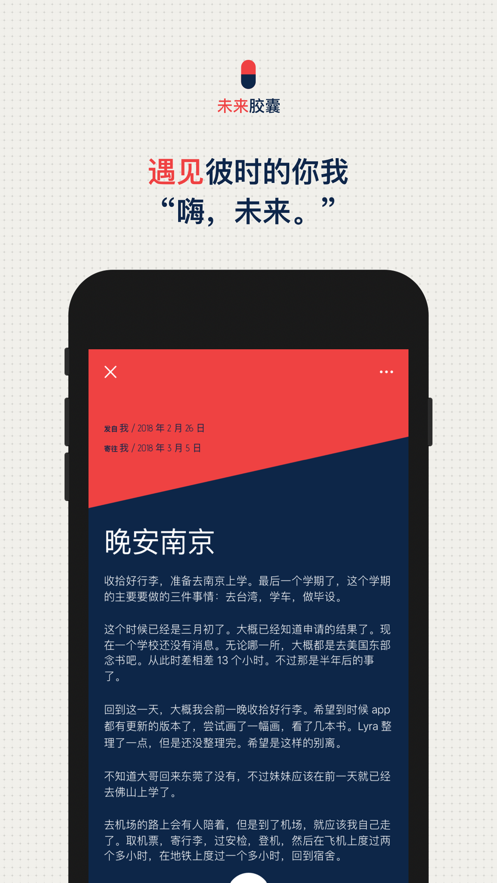 未来胶囊
遇见彼时的你我
“嗨，未来。”
发自 我 / 2018 年 2 月 26 日
寄往 我 / 2018 年 3 月 5 日
晚安南京
收拾好行李，准备去南京上学。最后一个学期了，这个学期
的主要要做的三件事情：去台湾，学车，做毕设。
这个时候已经是三月初了。大概已经知道申请的结果了。现
在一个学校还没有消息。无论哪一所，大概都是去美国东部
念书吧。从此时差相差 13 个小时。不过那是半年后的事
了。
回到这一天，大概我会前一晚收拾好行李。希望到时候 app
都有更新的版本了，尝试画了一幅画，看了几本书。Lyra 整
理了一点，但是还没整理完。希望是这样的别离。
不知道大哥回来东莞了没有，不过妹妹应该在前一天就已经
去佛山上学了。
去机场的路上会有人陪着，但是到了机场，就应该我自己走
了。取机票，寄行李，过安检，登机，然后在飞机上度过两
个多小时，在地铁上度过一个多小时，回到宿舍。